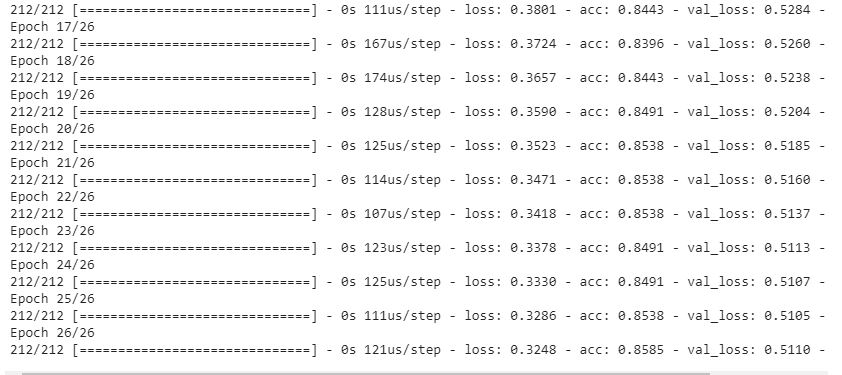 212/212 [==============================] - 0s 111us/step - loss: 0.3801 - acc: 0.8443 - val_loss: 0.5284 -
Epoch 17/26
212/212 [==============================] - 0s 167us/step - loss: 0.3724 - acc: 0.8396 - val_loss: 0.5260 -
Epoch 18/26
212/212 [==============================] - 0s 174us/step - loss: 0.3657 - acc: 0.8443 - val_loss: 0.5238 -
Epoch 19/26
212/212 [==============================] - 0s 128us/step - loss: 0.3590 - acc: 0.8491 - val_loss: 0.5204 -
Epoch 20/26
212/212 [==============================] - 0s 125us/step - loss: 0.3523 - acc: 0.8538 - val_loss: 0.5185 -
Epoch 21/26
212/212 [==============================] - 0s 114us/step - loss: 0.3471 - acc: 0.8538 - val_loss: 0.5160 -
Epoch 22/26
212/212 [==============================] - 0s 107us/step - loss: 0.3418 - acc: 0.8538 - val_loss: 0.5137 -
Epoch 23/26
212/212 [==============================] - 0s 123us/step - loss: 0.3378 - acc: 0.8491 - val_loss: 0.5113 -
Epoch 24/26
212/212 [==============================] - 0s 125us/step - loss: 0.3330 - acc: 0.8491 - val_loss: 0.5107 -
Epoch 25/26
212/212 [==============================] - 0s 111us/step - loss: 0.3286 - acc: 0.8538 - val_loss: 0.5105 -
Epoch 26/26
212/212 [==============================] - 0s 121us/step - loss: 0.3248 - acc: 0.8585 - val_loss: 0.5110 -